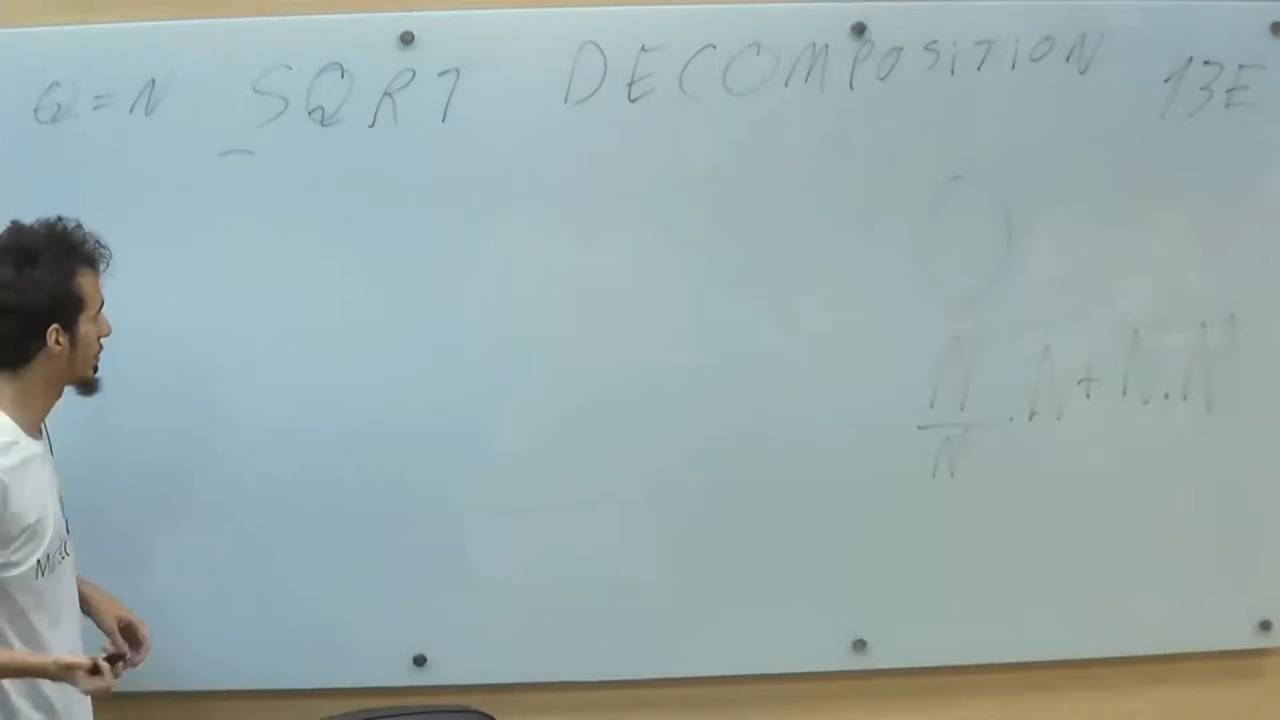 Q=N SQRT DECOMPOSITION 13E
N/N . N + N.N